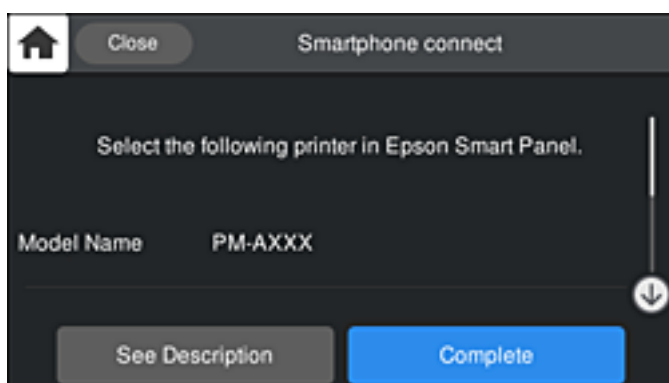 Close
Smartphone connect
Select the following printer in Epson Smart Panel.
Model Name PM-AXXX
See Description
Complete